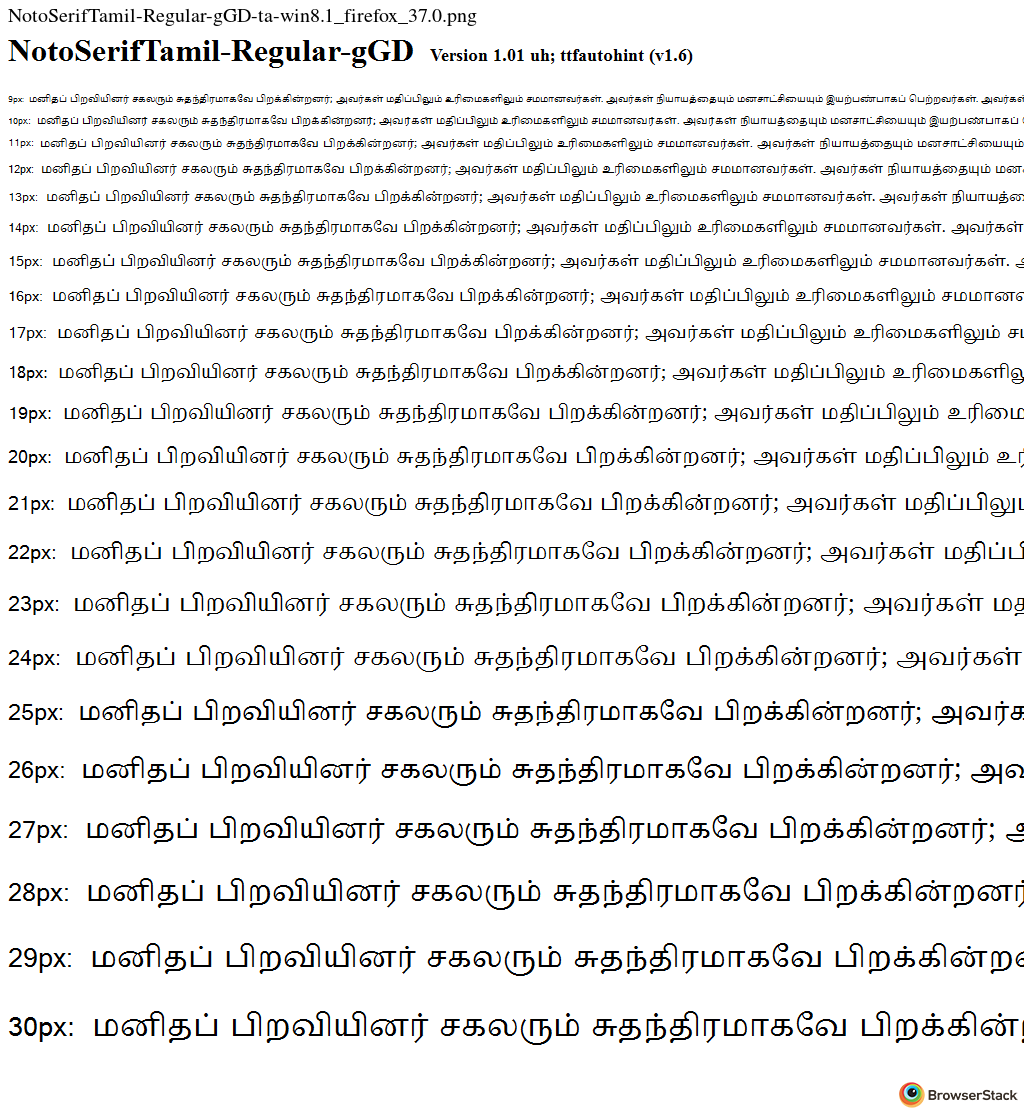 NotoSerifTamil-Regular-gGD-ta-win8.1_firefox_37.0.png
NotoSerifTamil-Regular-gGD Version 1.01 uh; ttfautohint (v1.6)
9px: மனிதப் பிறவியினர் சகலரும் சுதந்திரமாகவே பிறக்கின்றனர்; அவர்கள் மதிப்பிலும் உரிமைகளிலும் சமமானவர்கள். அவர்கள் நியாயத்தையும் மனசாட்சியையும் இயற்பண்பாகப் பெற்றவர்கள்.
10px: மனிதப் பிறவியினர் சகலரும் சுதந்திரமாகவே பிறக்கின்றனர்; அவர்கள் மதிப்பிலும் உரிமைகளிலும் சமமானவர்கள். அவர்கள் நியாயத்தையும் மனசாட்சியையும் இயற்பண்பாகப்
11px: மனிதப் பிறவியினர் சகலரும் சுதந்திரமாகவே பிறக்கின்றனர்; அவர்கள் மதிப்பிலும் உரிமைகளிலும் சமமானவர்கள். அவர்கள் நியாயத்தையும் மனசாட்சியையும்
12px: மனிதப் பிறவியினர் சகலரும் சுதந்திரமாகவே பிறக்கின்றனர்; அவர்கள் மதிப்பிலும் உரிமைகளிலும் சமமானவர்கள். அவர்கள் நியாயத்தையும்
13px: மனிதப் பிறவியினர் சகலரும் சுதந்திரமாகவே பிறக்கின்றனர்; அவர்கள் மதிப்பிலும் உரிமைகளிலும் சமமானவர்கள். அவர்கள்
14px: மனிதப் பிறவியினர் சகலரும் சுதந்திரமாகவே பிறக்கின்றனர்; அவர்கள் மதிப்பிலும் உரிமைகளிலும் சமமானவர்கள். அவர்கள்
15px: மனிதப் பிறவியினர் சகலரும் சுதந்திரமாகவே பிறக்கின்றனர்; அவர்கள் மதிப்பிலும் உரிமைகளிலும் சமமானவர்கள்.
16px: மனிதப் பிறவியினர் சகலரும் சுதந்திரமாகவே பிறக்கின்றனர்; அவர்கள் மதிப்பிலும் உரிமைகளிலும்
17px: மனிதப் பிறவியினர் சகலரும் சுதந்திரமாகவே பிறக்கின்றனர்; அவர்கள் மதிப்பிலும் உரிமைகளிலும்
18px: மனிதப் பிறவியினர் சகலரும் சுதந்திரமாகவே பிறக்கின்றனர்; அவர்கள் மதிப்பிலும்
19px: மனிதப் பிறவியினர் சகலரும் சுதந்திரமாகவே பிறக்கின்றனர்; அவர்கள் மதிப்பிலும் உரிமை
20px: மனிதப் பிறவியினர் சகலரும் சுதந்திரமாகவே பிறக்கின்றனர்; அவர்கள் மதிப்பிலும்
21px: மனிதப் பிறவியினர் சகலரும் சுதந்திரமாகவே பிறக்கின்றனர்; அவர்கள்
22px: மனிதப் பிறவியினர் சகலரும் சுதந்திரமாகவே பிறக்கின்றனர்; அவர்கள்
23px: மனிதப் பிறவியினர் சகலரும் சுதந்திரமாகவே பிறக்கின்றனர்; அவர்கள்
24px: மனிதப் பிறவியினர் சகலரும் சுதந்திரமாகவே பிறக்கின்றனர்; அவர்கள்
25px: மனிதப் பிறவியினர் சகலரும் சுதந்திரமாகவே பிறக்கின்றனர்;
26px: மனிதப் பிறவியினர் சகலரும் சுதந்திரமாகவே பிறக்கின்றனர்;
27px: மனிதப் பிறவியினர் சகலரும் சுதந்திரமாகவே பிறக்கின்றனர்;
28px: மனிதப் பிறவியினர் சகலரும் சுதந்திரமாகவே பிறக்கின்றனர்
29px: மனிதப் பிறவியினர் சகலரும் சுதந்திரமாகவே
30px: மனிதப் பிறவியினர் சகலரும் சுதந்திரமாகவே
BrowserStack